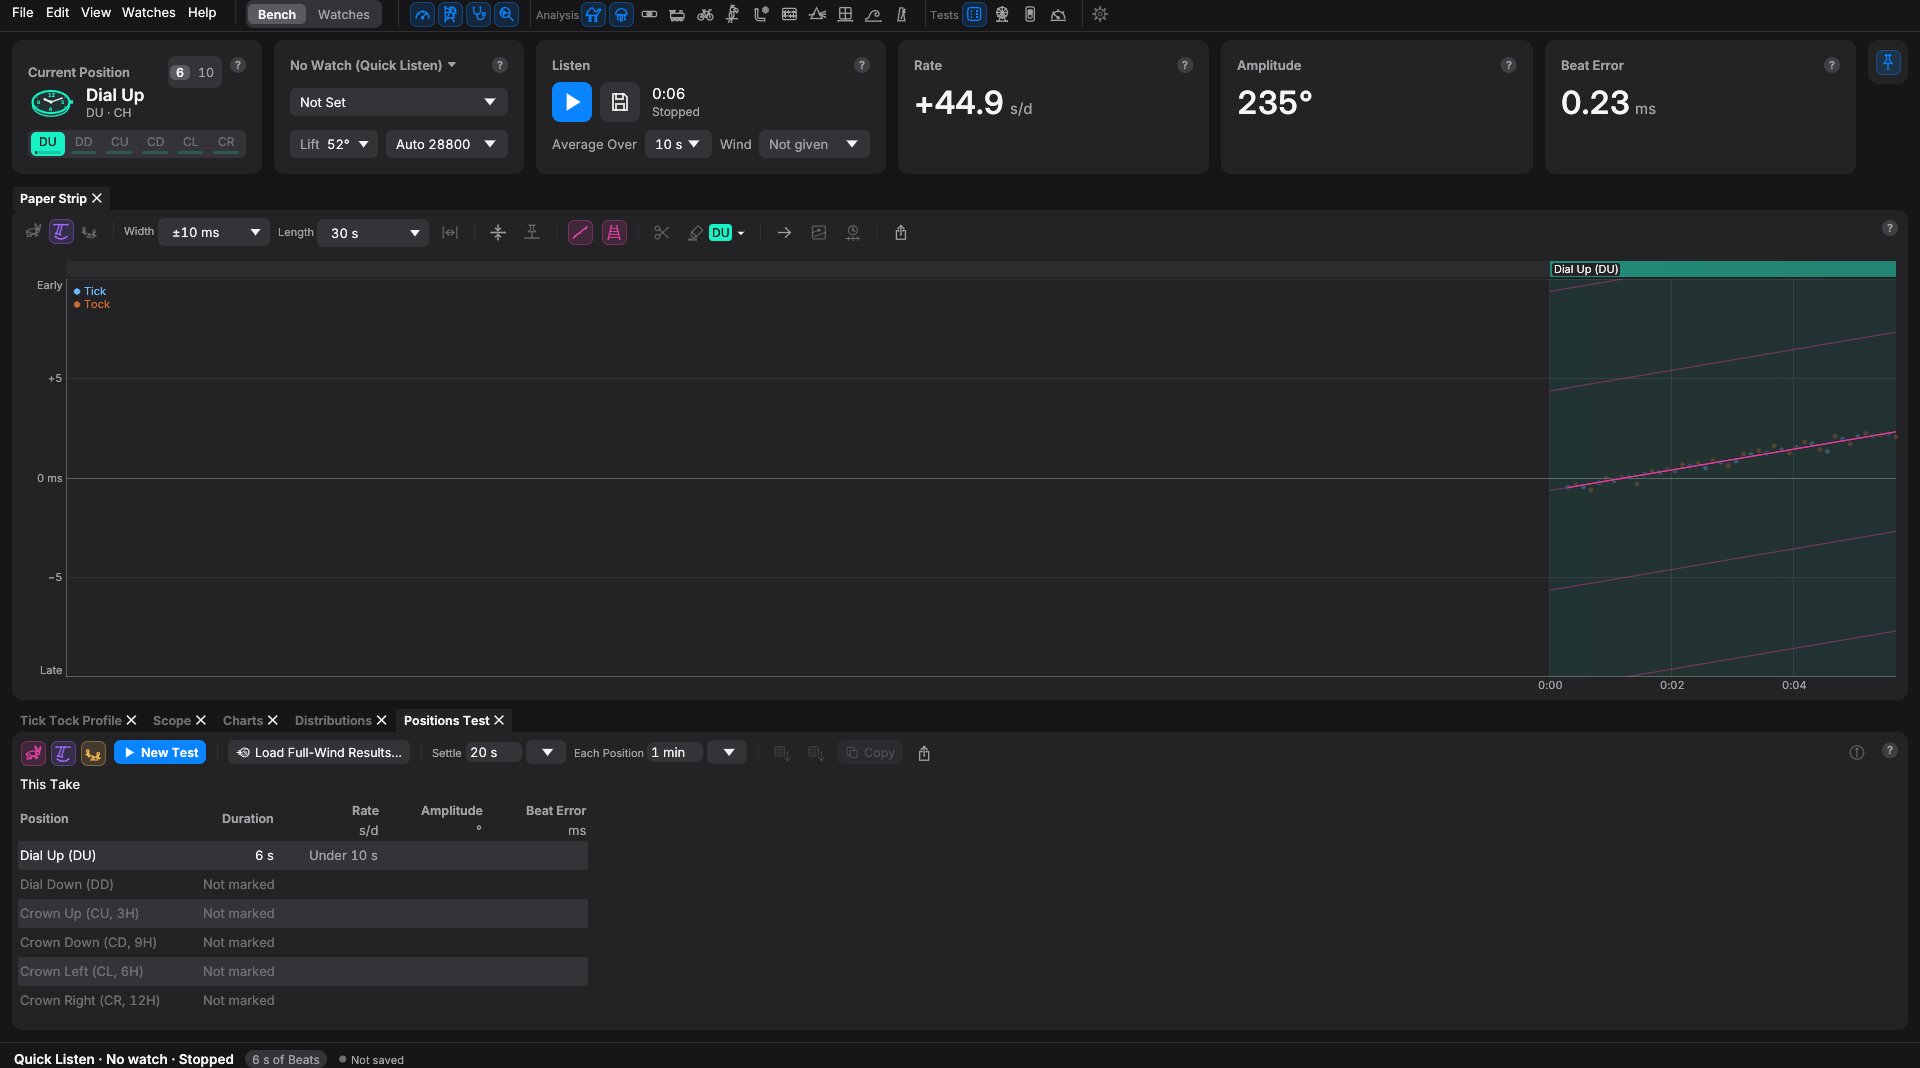 File Edit View Watches Help
Bench Watches
Analysis
Tests
Current Position
6 10
?
12
3
6
9
Dial Up
DU · CH
DU DD CU CD CL CR
No Watch (Quick Listen)
?
Not Set
Lift 52°
Auto 28800
Listen
?
0:06
Stopped
Average Over 10 s Wind Not given
Rate
?
+44.9 s/d
Amplitude
?
235°
Beat Error
?
0.23 ms
Paper Strip
Width ±10 ms Length 30 s DU
?
Dial Up (DU)
Early
Tick
Tock
+5
0 ms
−5
Late
0:00 0:02 0:04
Tick Tock Profile Scope Charts Distributions Positions Test
New Test Load Full-Wind Results... Settle 20 s Each Position 1 min Copy
?
This Take
Position Duration Rate s/d Amplitude ° Beat Error ms
Dial Up (DU) 6 s Under 10 s
Dial Down (DD) Not marked
Crown Up (CU, 3H) Not marked
Crown Down (CD, 9H) Not marked
Crown Left (CL, 6H) Not marked
Crown Right (CR, 12H) Not marked
Quick Listen · No watch · Stopped 6 s of Beats Not saved